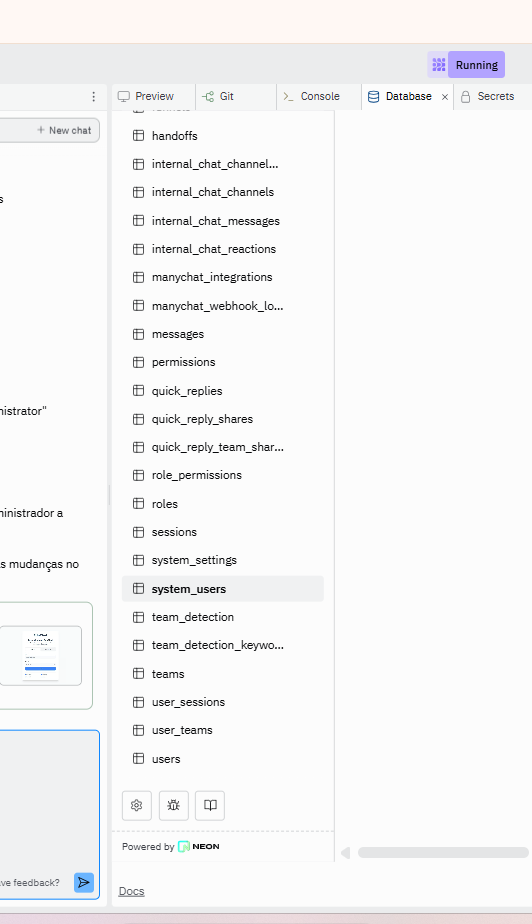 Running
Preview
Git
Console
Database
Secrets
New chat
s
nistrator"
ministrador a
s mudanças no
ve feedback?
handoffs
internal_chat_channel...
internal_chat_channels
internal_chat_messages
internal_chat_reactions
manychat_integrations
manychat_webhook_lo...
messages
permissions
quick_replies
quick_reply_shares
quick_reply_team_shar...
role_permissions
roles
sessions
system_settings
system_users
team_detection
team_detection_keywo...
teams
user_sessions
user_teams
users
Powered by NEON
Docs